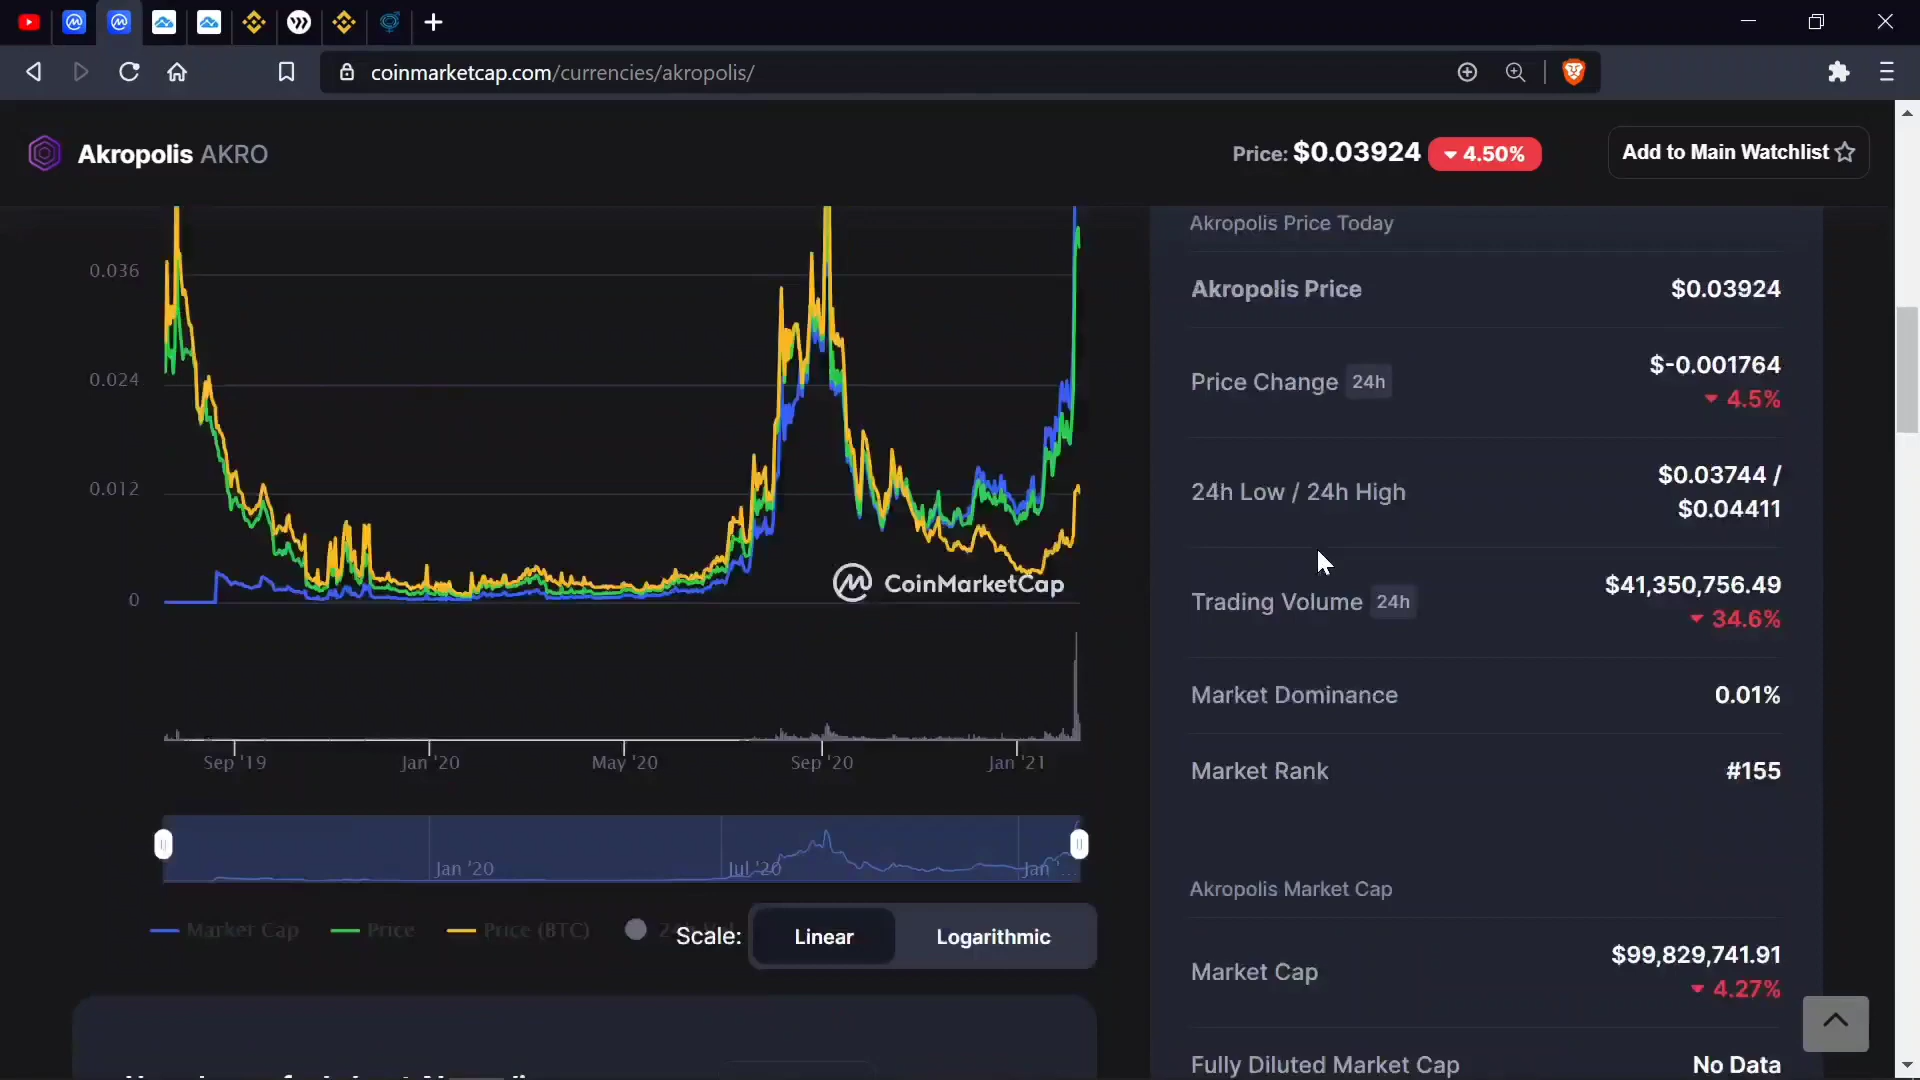 coinmarketcap.com/currencies/akropolis/
Akropolis AKRO
Price: $0.03924
4.50%
Add to Main Watchlist
0.036
0.024
0.012
0
CoinMarketCap
Sep '19
Jan '20
May '20
Sep '20
Jan '21
Jan '20
Jul '20
Jan '...
Market Cap
Price
Price (BTC)
Scale:
Linear
Logarithmic
Akropolis Price Today
Akropolis Price
$0.03924
Price Change 24h
$-0.001764
4.5%
24h Low / 24h High
$0.03744 /
$0.04411
Trading Volume 24h
$41,350,756.49
34.6%
Market Dominance
0.01%
Market Rank
#155
Akropolis Market Cap
Market Cap
$99,829,741.91
4.27%
Fully Diluted Market Cap
No Data